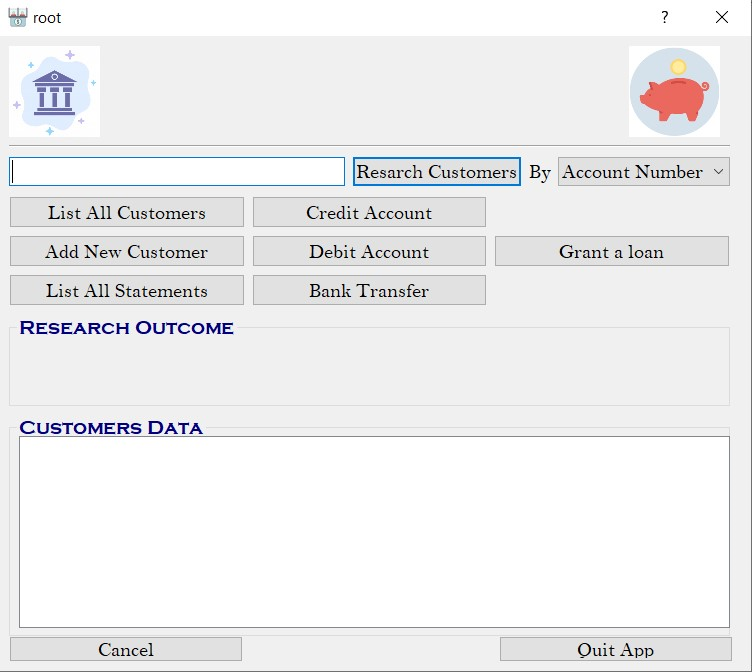 root
Resarch Customers By Account Number
List All Customers Credit Account
Add New Customer Debit Account Grant a loan
List All Statements Bank Transfer
Research Outcome
Customers Data
Cancel Quit App